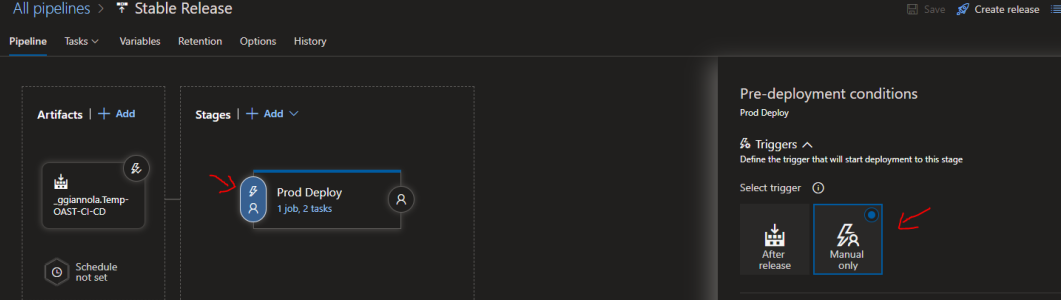 All pipelines > Stable Release
Save
Create release
Pipeline
Tasks
Variables
Retention
Options
History
Artifacts | + Add
Stages | + Add
_ggiannola.Temp-
OAST-CI-CD
Schedule
not set
Prod Deploy
1 job, 2 tasks
Pre-deployment conditions
Prod Deploy
Triggers
Define the trigger that will start deployment to this stage
Select trigger
After
release
Manual
only